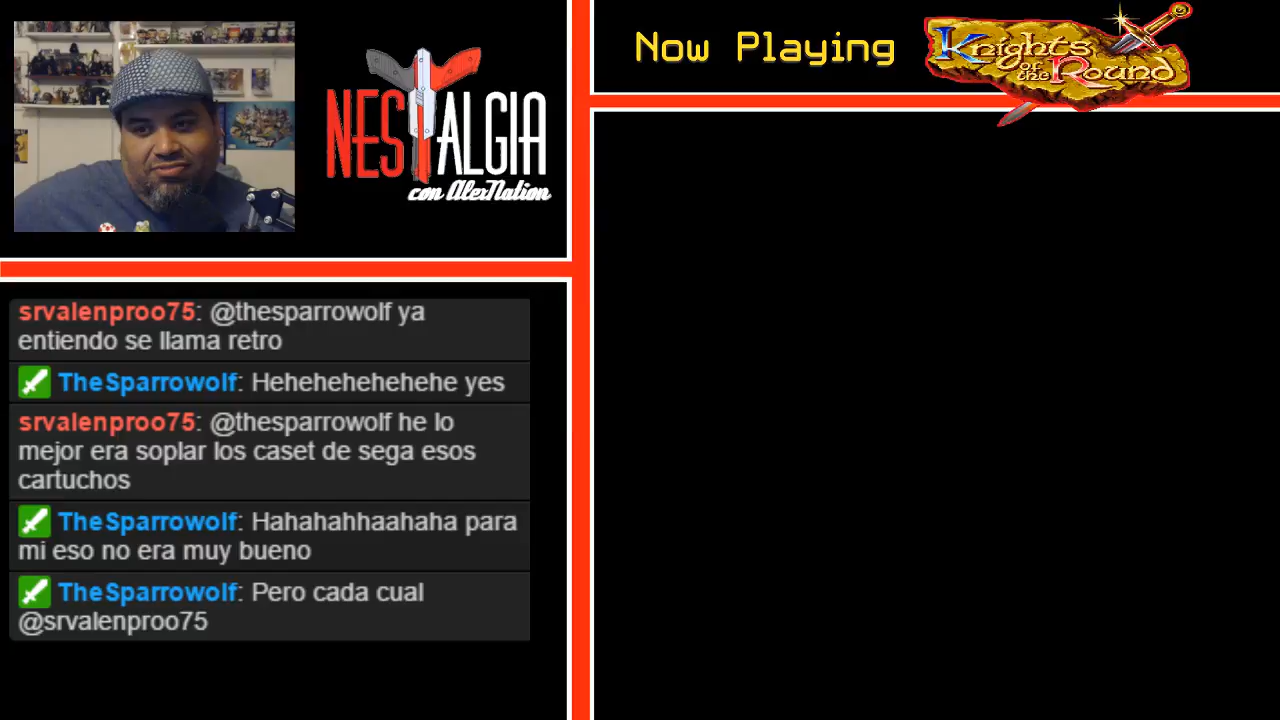 NESTALGIA
con AlexNation
Now Playing
Knights
of the Round
srvalenproo75: @thesparrowolf ya
entiendo se llama retro
TheSparrowolf: Hehehehehehehe yes
srvalenproo75: @thesparrowolf he lo
mejor era soplar los caset de sega esos
cartuchos
TheSparrowolf: Hahahahhaahaha para
mi eso no era muy bueno
TheSparrowolf: Pero cada cual
@srvalenproo75